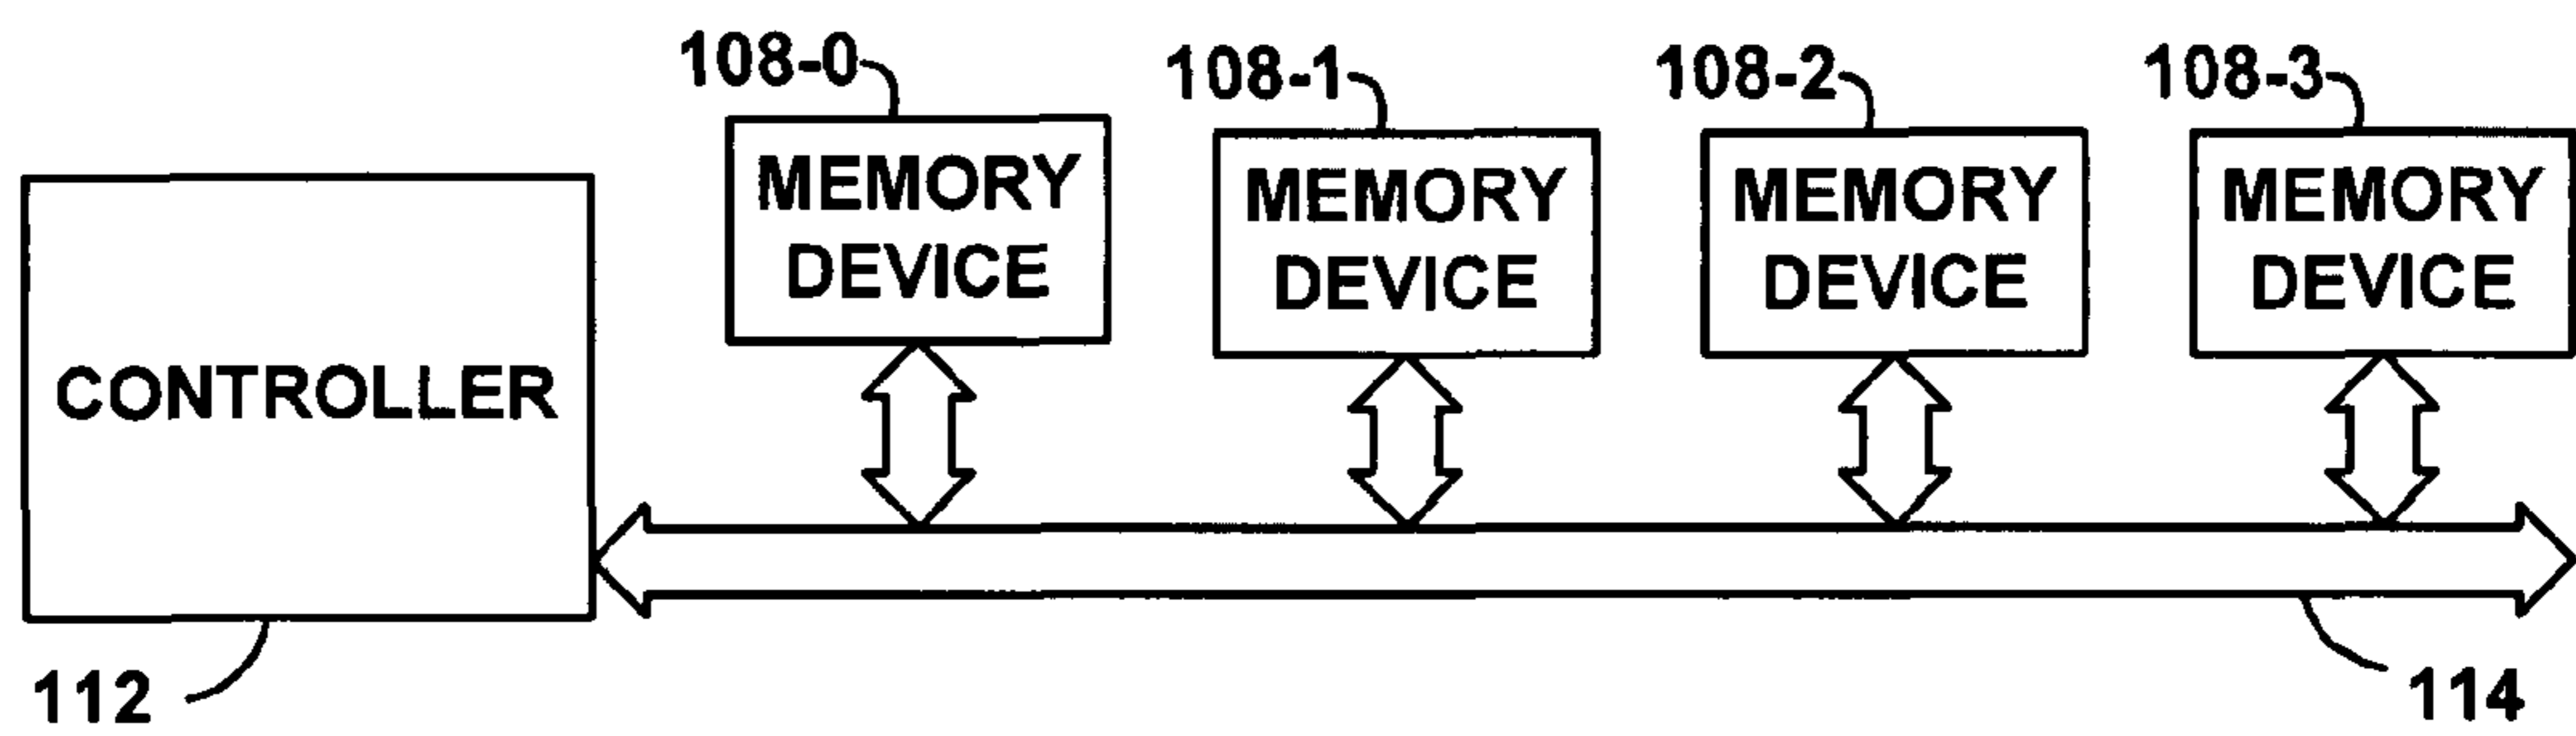 108-0
108-1
108-2
108-3
MEMORY
DEVICE
MEMORY
DEVICE
MEMORY
DEVICE
MEMORY
DEVICE
CONTROLLER
112
114